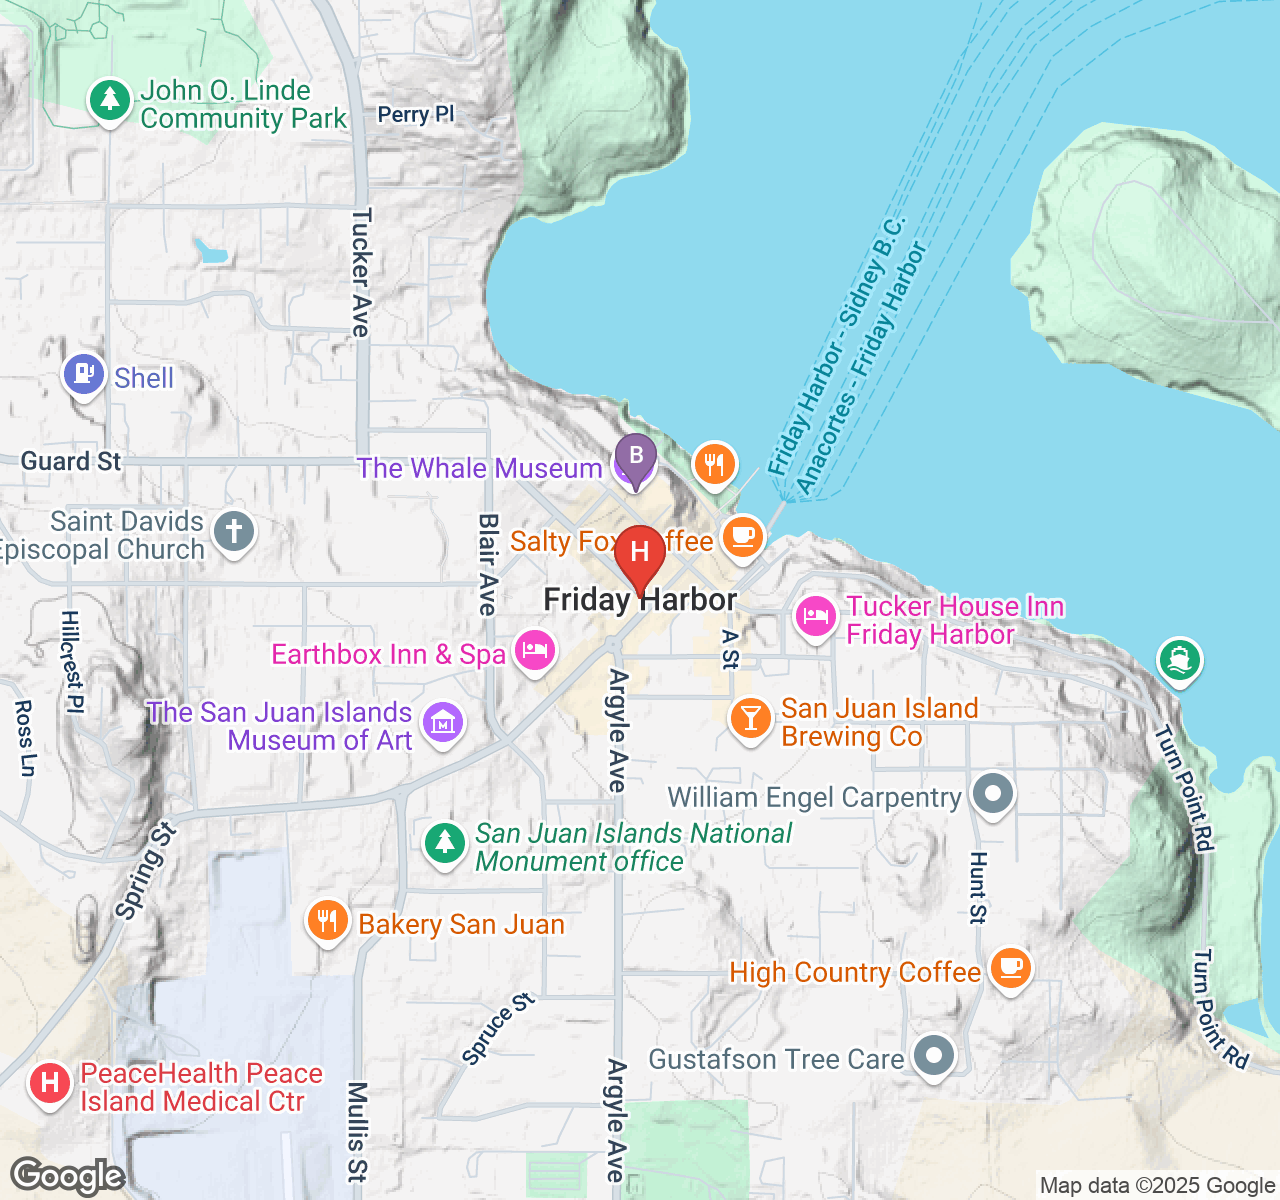 John O. Linde
Community Park
Perry Pl
Tucker Ave
Friday Harbor - Sidney B.C.
Anacortes - Friday Harbor
Shell
Guard St
The Whale Museum
B
Saint Davids
Episcopal Church
Blair Ave
H
Friday Harbor
Hillcrest Pl
A St
Tucker House Inn
Friday Harbor
Earthbox Inn & Spa
Ross Ln
The San Juan Islands
Museum of Art
Argyle Ave
San Juan Island
Brewing Co
Turn Point Rd
William Engel Carpentry
San Juan Islands National
Monument office
Spring St
Hunt St
Bakery San Juan
High Country Coffee
Spruce St
Turn Point Rd
Gustafson Tree Care
H
PeaceHealth Peace
Island Medical Ctr
Mullis St
Argyle Ave
Google
Map data ©2025 Google
Salty Fox